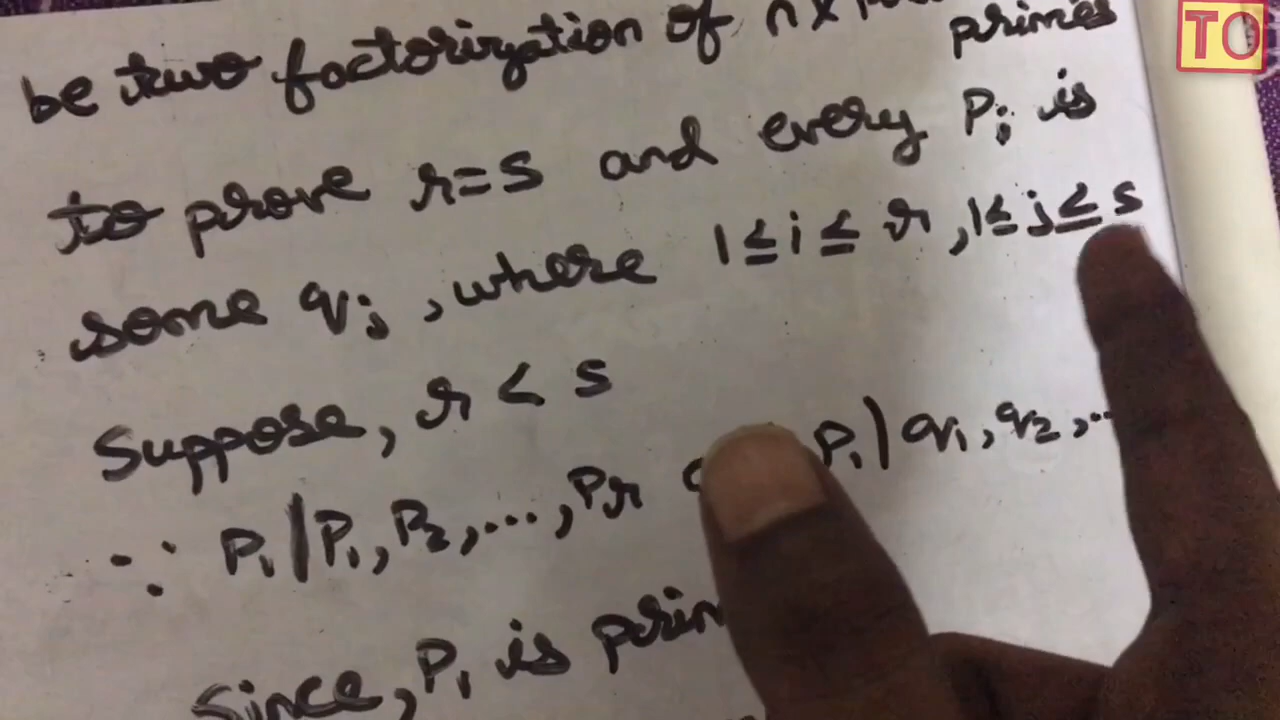 be two factorization of n
primes
TO
to prove r=s and every Pi is
some qj, where 1≤i≤r, 1≤j≤s
Suppose, r < s
∵ P1|P1, P2, ..., Pr P1|q1, q2, ..
Since, P1 is